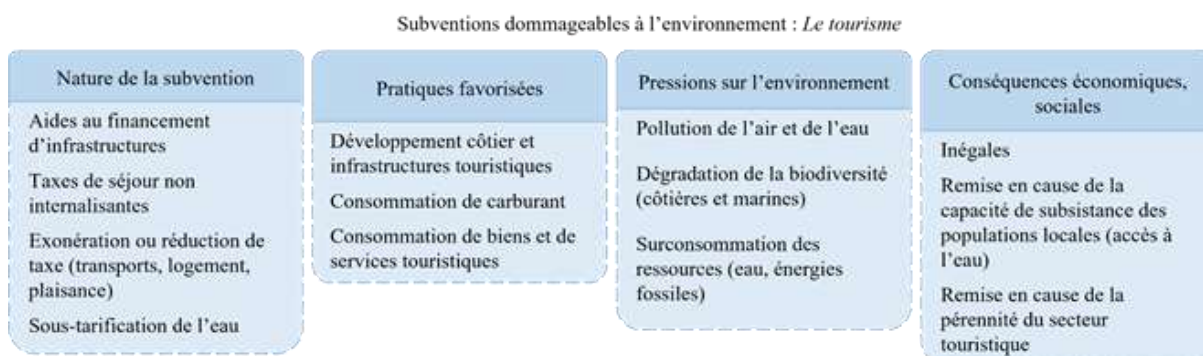 Subventions dommageables à l'environnement : Le tourisme
Nature de la subvention
Aides au financement
d'infrastructures
Taxes de séjour non
internalisantes
Exonération ou réduction de
taxe (transports, logement,
plaisance)
Sous-tarification de l'eau
Pratiques favorisées
Développement côtier et
infrastructures touristiques
Consommation de carburant
Consommation de biens et de
services touristiques
Pressions sur l'environnement
Pollution de l'air et de l'eau
Dégradation de la biodiversité
(côtières et marines)
Surconsommation des
ressources (eau, énergies
fossiles)
Conséquences économiques,
sociales
Inégales
Remise en cause de la
capacité de subsistance des
populations locales (accès à
l'eau)
Remise en cause de la
pérennité du secteur
touristique